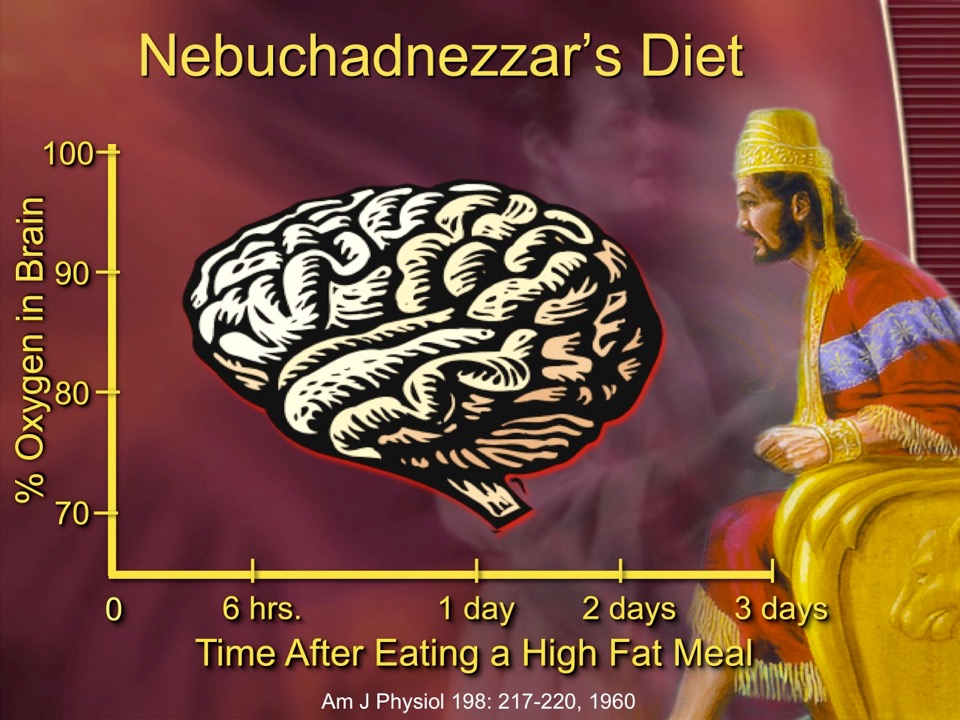 Nebuchadnezzar’s Diet
100
90
80
70
% Oxygen in Brain
0
6 hrs.
1 day
2 days
3 days
Time After Eating a High Fat Meal
Am J Physiol 198: 217-220, 1960